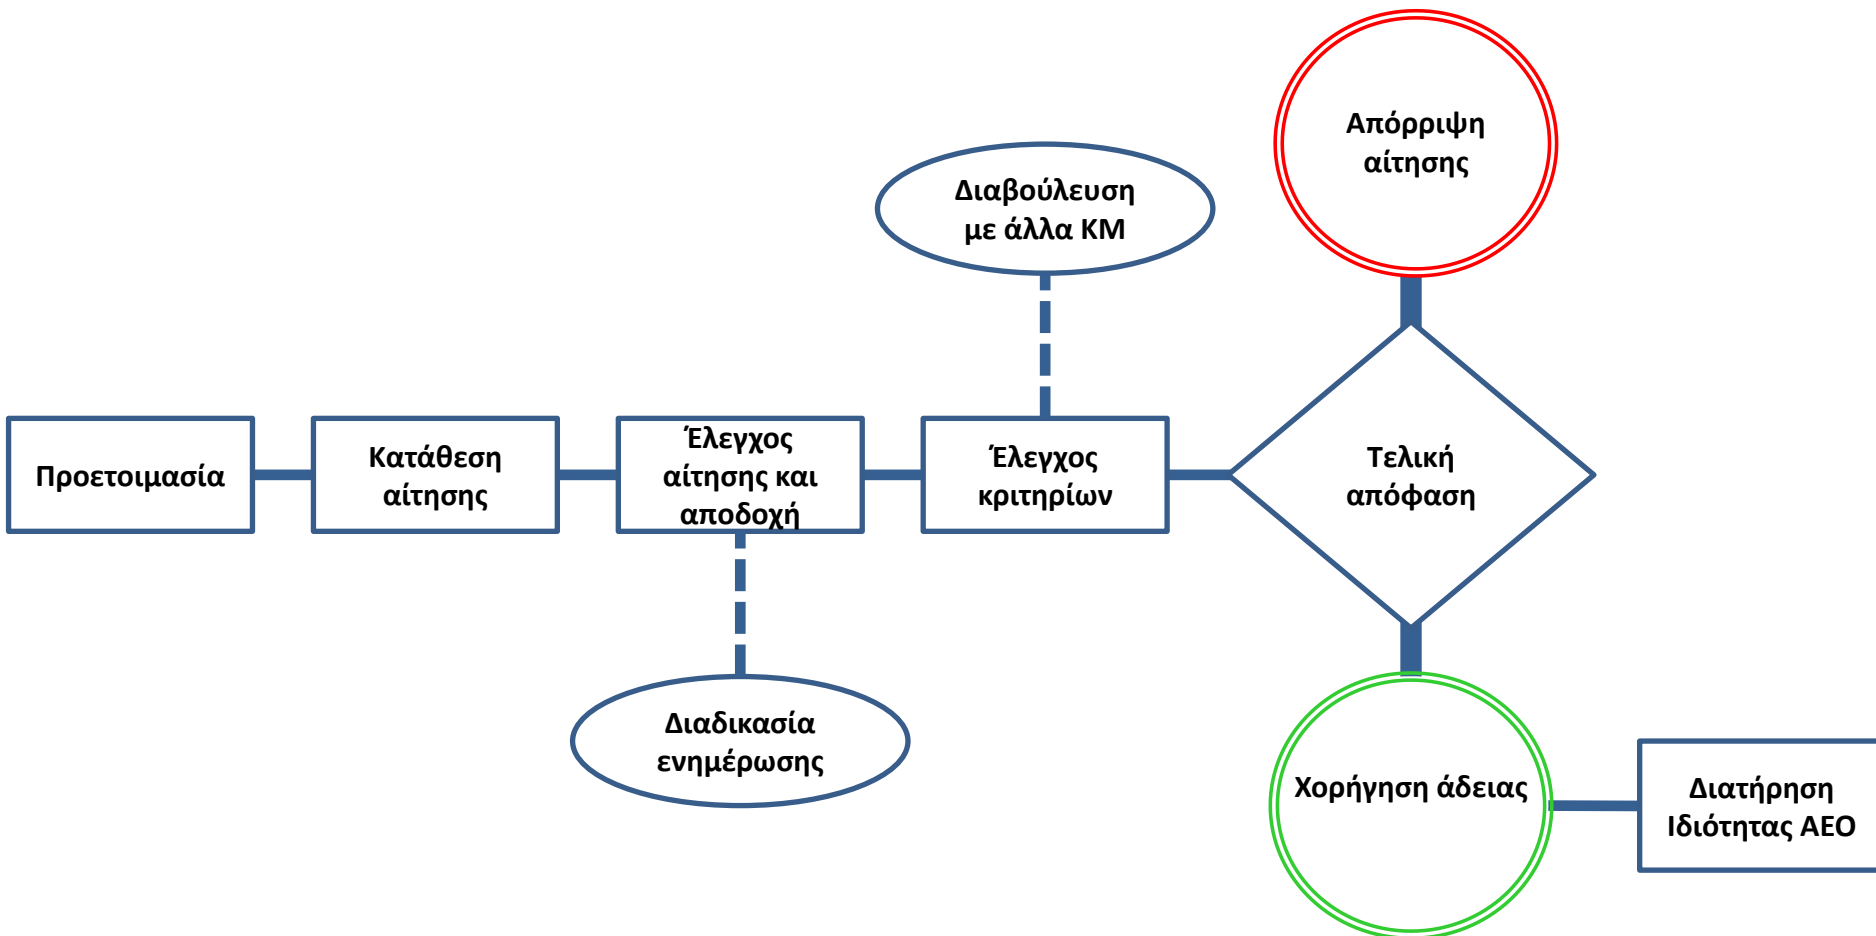 Προετοιμασία
Κατάθεση
αίτησης
Έλεγχος
αίτησης και
αποδοχή
Διαδικασία
ενημέρωσης
Έλεγχος
κριτηρίων
Διαβούλευση
με άλλα ΚΜ
Τελική
απόφαση
Απόρριψη
αίτησης
Χορήγηση άδειας
Διατήρηση
Ιδιότητας ΑΕΟ